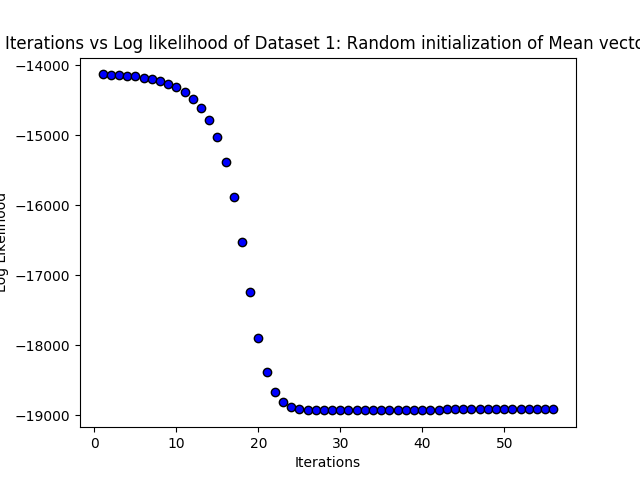 Iterations vs Log likelihood of Dataset 1: Random initialization of Mean vecto
−14000
−15000
−16000
−17000
−18000
−19000
Log Likelihood
0 10 20 30 40 50
Iterations